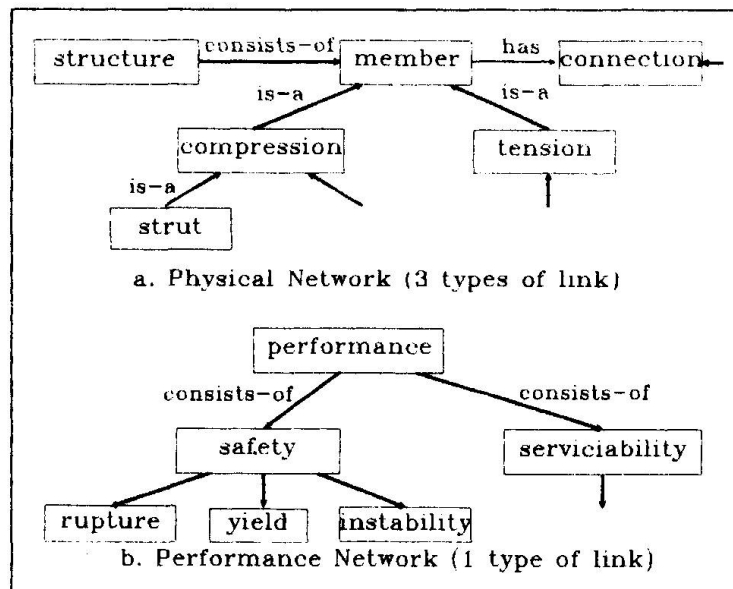 consists-of has
structure member connection
is-a is-a
compression tension
is-a
strut
a. Physical Network (3 types of link)
performance
consists-of consists-of
safety serviciability
rupture yield instability
b. Performance Network (1 type of link)